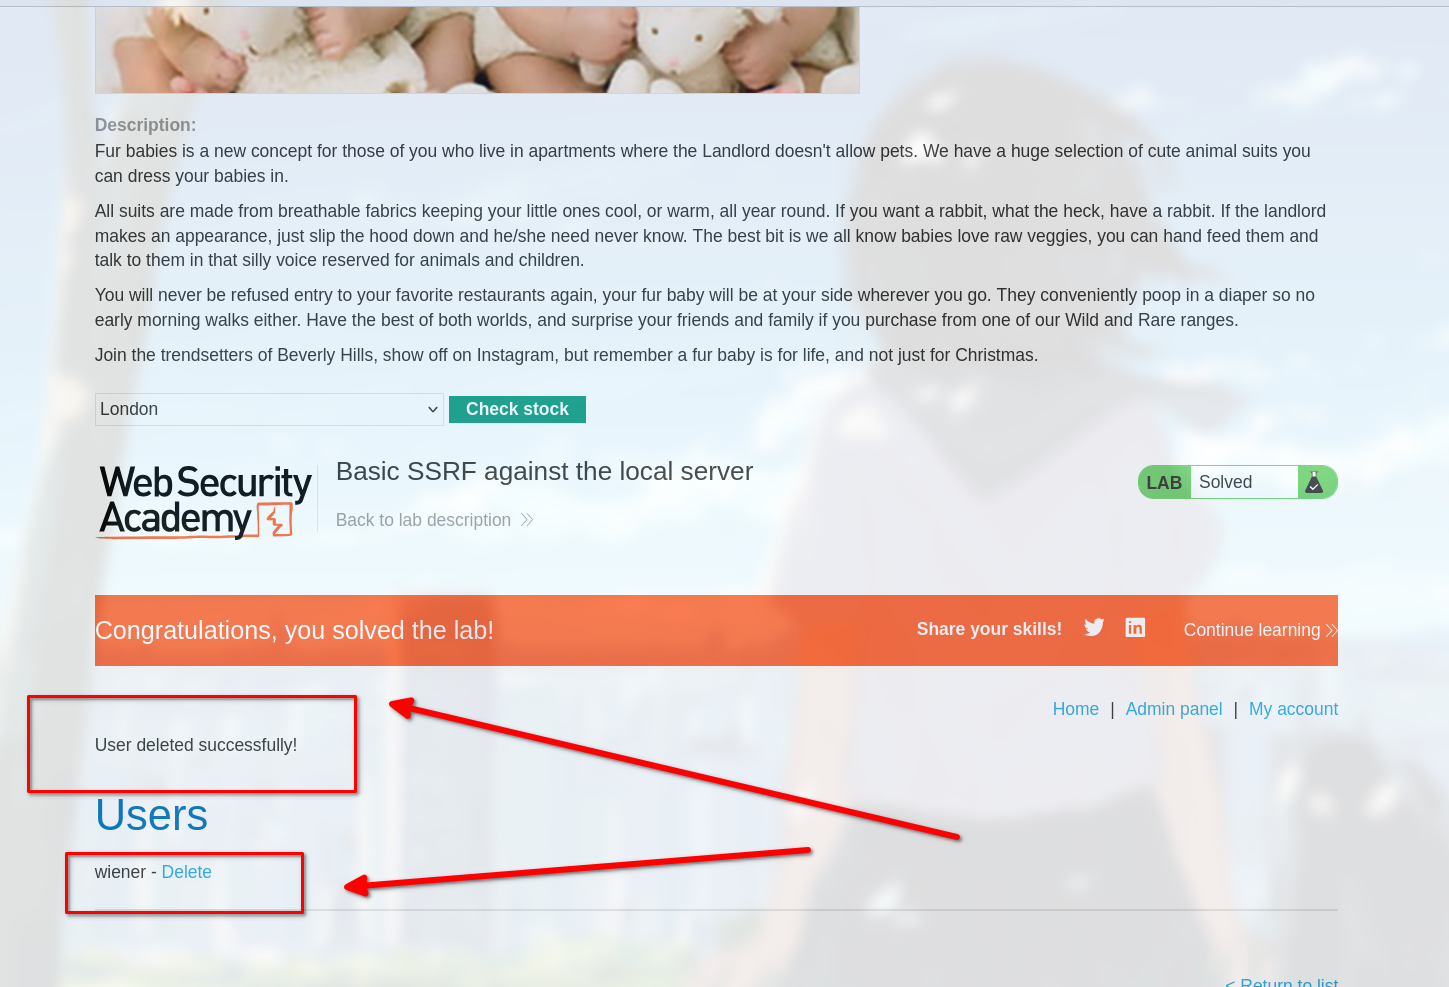 Description:
Fur babies is a new concept for those of you who live in apartments where the Landlord doesn't allow pets. We have a huge selection of cute animal suits you
can dress your babies in.
All suits are made from breathable fabrics keeping your little ones cool, or warm, all year round. If you want a rabbit, what the heck, have a rabbit. If the landlord
makes an appearance, just slip the hood down and he/she need never know. The best bit is we all know babies love raw veggies, you can hand feed them and
talk to them in that silly voice reserved for animals and children.
You will never be refused entry to your favorite restaurants again, your fur baby will be at your side wherever you go. They conveniently poop in a diaper so no
early morning walks either. Have the best of both worlds, and surprise your friends and family if you purchase from one of our Wild and Rare ranges.
Join the trendsetters of Beverly Hills, show off on Instagram, but remember a fur baby is for life, and not just for Christmas.
London Check stock
Web Security
Academy
Basic SSRF against the local server
Back to lab description
LAB Solved
Congratulations, you solved the lab!
Share your skills! in Continue learning
Home | Admin panel | My account
User deleted successfully!
Users
wiener - Delete
< Return to list